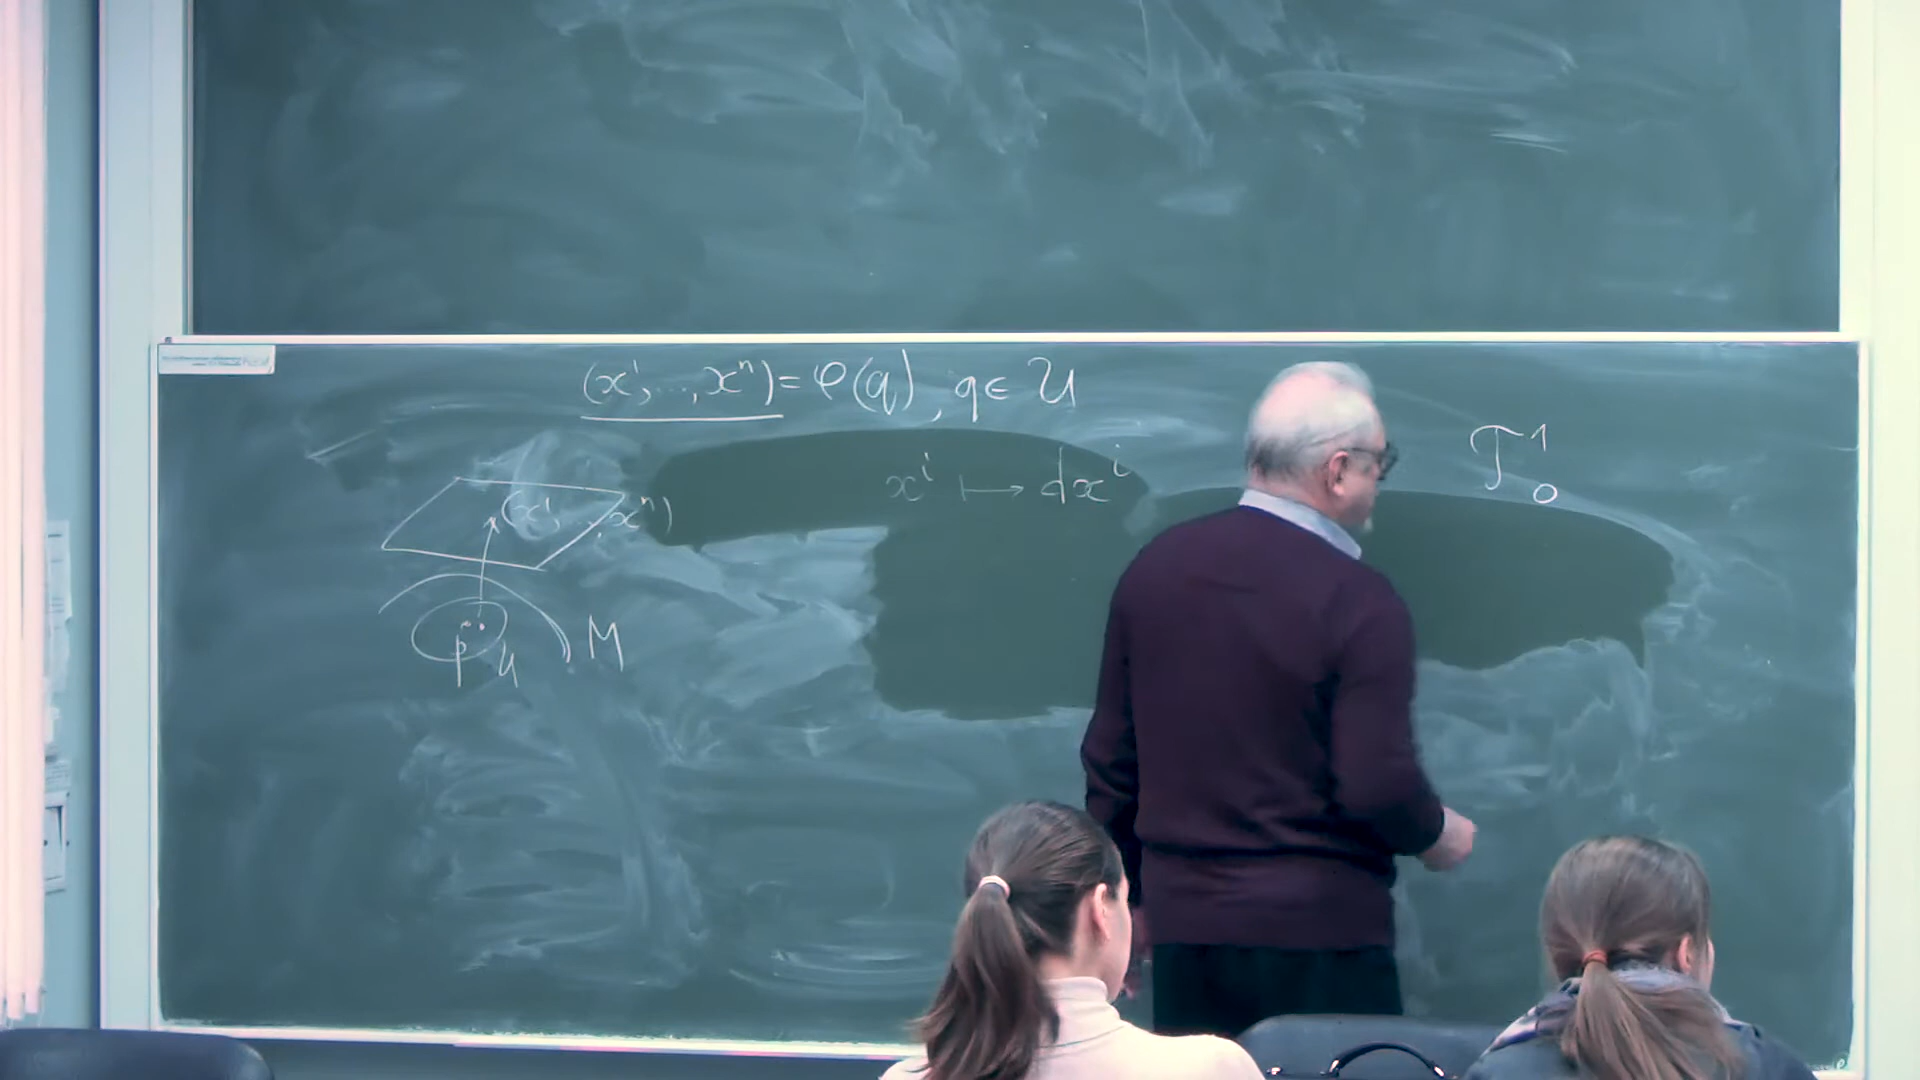 (x¹, ..., xⁿ) = φ(q), q ∈ U
xⁱ ↦ dxⁱ
T¹₀
(x¹, ..., xⁿ)
p U M